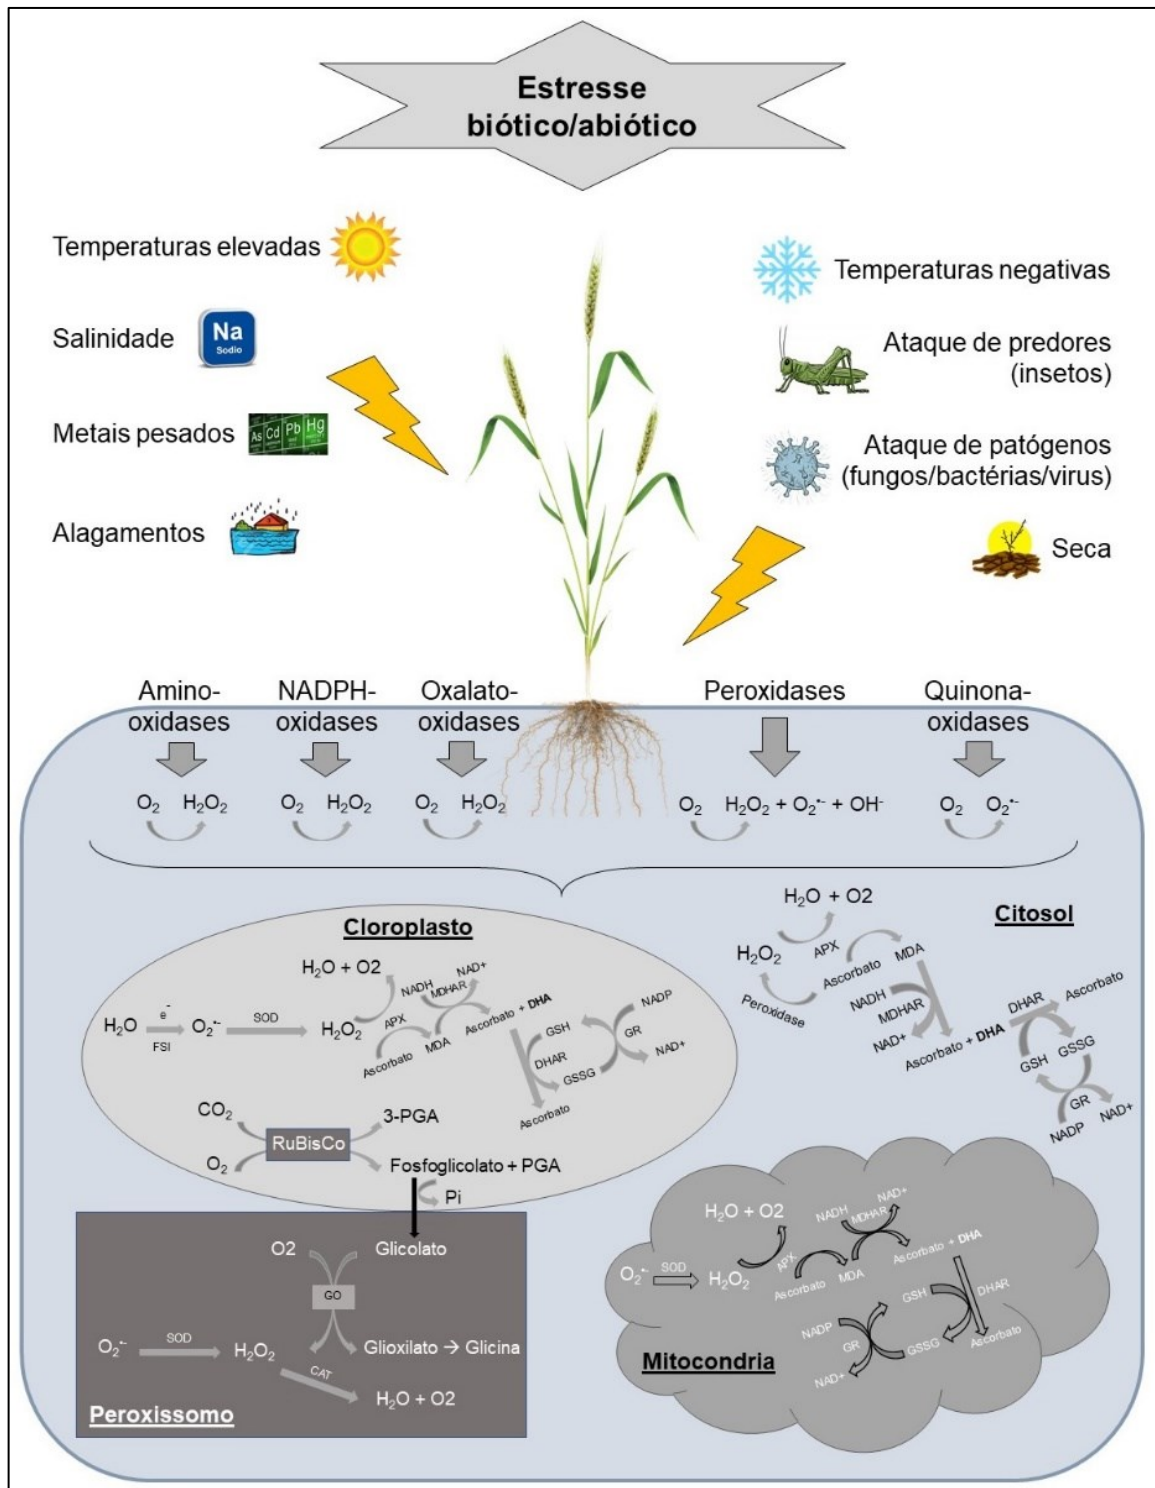 Estresse
biótico/abiótico
Temperaturas elevadas
Salinidade
Na
Sodio
Metais pesados
As Cd Pb Hg
Alagamentos
Temperaturas negativas
Ataque de predores
(insetos)
Ataque de patógenos
(fungos/bactérias/virus)
Seca
Amino-
oxidases
NADPH-
oxidases
Oxalato-
oxidases
Peroxidases
Quinona-
oxidases
O₂ H₂O₂
O₂ H₂O₂
O₂ H₂O₂
O₂ H₂O₂ + O₂•- + OH-
O₂ O₂•-
Cloroplasto
H₂O + O2
H₂O
e-
FSI
O₂•-
SOD
H₂O₂
APX
Ascorbato
MDA
NADH
MDHAR
NAD+
Ascorbato + DHA
GSH
DHAR
GSSG
Ascorbato
NADP
GR
NAD+
CO₂
O₂
RuBisCo
3-PGA
Fosfoglicolato + PGA
Pi
Citosol
H₂O + O2
H₂O₂
APX
Peroxidase
Ascorbato
MDA
NADH
MDHAR
NAD+
Ascorbato + DHA
DHAR
Ascorbato
GSH
GSSG
GR
NADP
NAD+
Peroxissomo
O2
Glicolato
GO
O₂•-
SOD
H₂O₂
Glioxilato → Glicina
CAT
H₂O + O2
Mitocondria
H₂O + O2
O₂•-
SOD
H₂O₂
APX
Ascorbato
MDA
NADH
MDHAR
NAD+
Ascorbato + DHA
GSH
DHAR
GSSG
Ascorbato
NADP
GR
NAD+